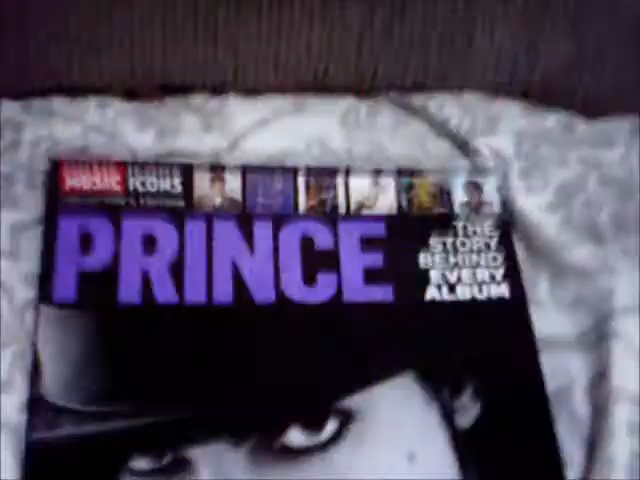 MUSIC ICONS
PRINCE
THE
STORY
BEHIND
EVERY
ALBUM